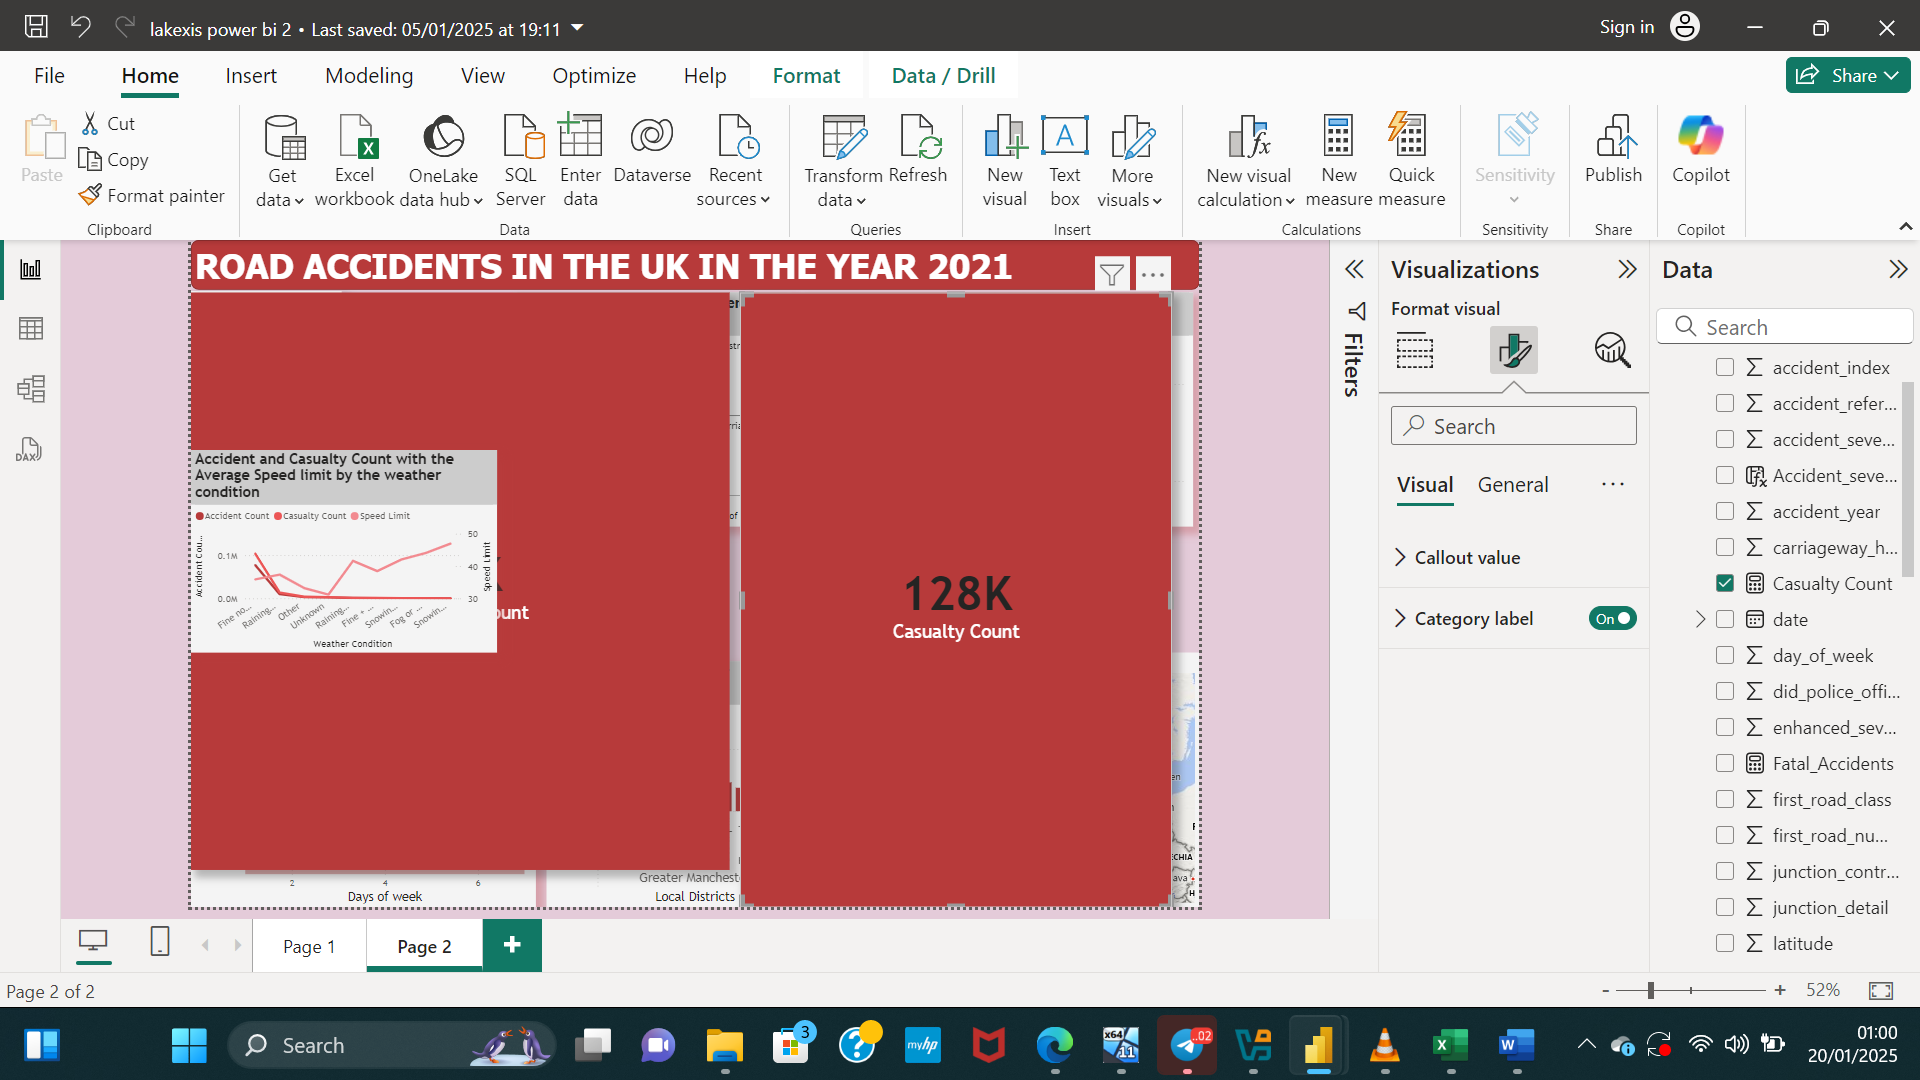 lakexis power bi 2 • Last saved: 05/01/2025 at 19:11
Sign in
File Home Insert Modeling View Optimize Help Format Data / Drill
Share
Paste
Cut
Copy
Format painter
Clipboard
Get data
Excel workbook
OneLake data hub
SQL Server
Enter data
Dataverse
Recent sources
Data
Transform data
Refresh
Queries
New visual
Text box
More visuals
Insert
New visual calculation
New measure
Quick measure
Calculations
Sensitivity
Sensitivity
Publish
Share
Copilot
Copilot
DAX
ROAD ACCIDENTS IN THE UK IN THE YEAR 2021
Accident and Casualty Count with the
Average Speed limit by the weather
condition
Accident Count Casualty Count Speed Limit
Accident Cou...
0.1M
0.0M
50
40
30
Speed Limit
Fine no...
Raining...
Other
Unknown
Raining...
Fine + ...
Snowin...
Fog or ...
Snowin...
Weather Condition
ount
128K
Casualty Count
2 4 6
Days of week
Greater Manchest
Local Districts
CHIA
Filters
Visualizations
Format visual
Search
Visual General ...
Callout value
Category label On
Data
Search
accident_index
accident_refer...
accident_seve...
Accident_seve...
accident_year
carriageway_h...
Casualty Count
date
day_of_week
did_police_offi...
enhanced_sev...
Fatal_Accidents
first_road_class
first_road_nu...
junction_contr...
junction_detail
latitude
Page 1 Page 2 +
Page 2 of 2
- + 52%
Search
3
myhp
x64
11
..02
01:00
20/01/2025